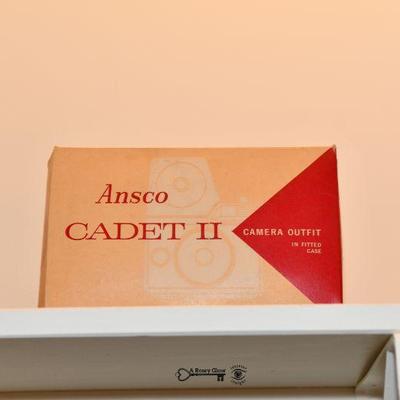 Ansco
CADET II
CAMERA OUTFIT
IN FITTED
CASE
A Rosey Glow